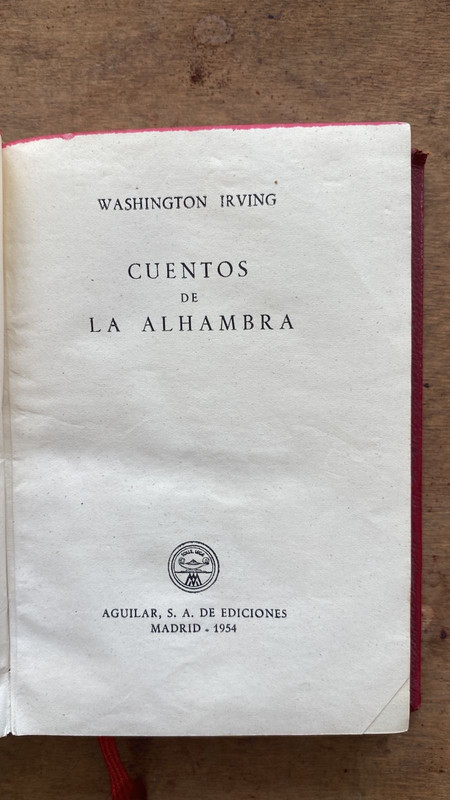 WASHINGTON IRVING
CUENTOS
DE
LA ALHAMBRA
AGUILAR, S. A. DE EDICIONES
MADRID - 1954